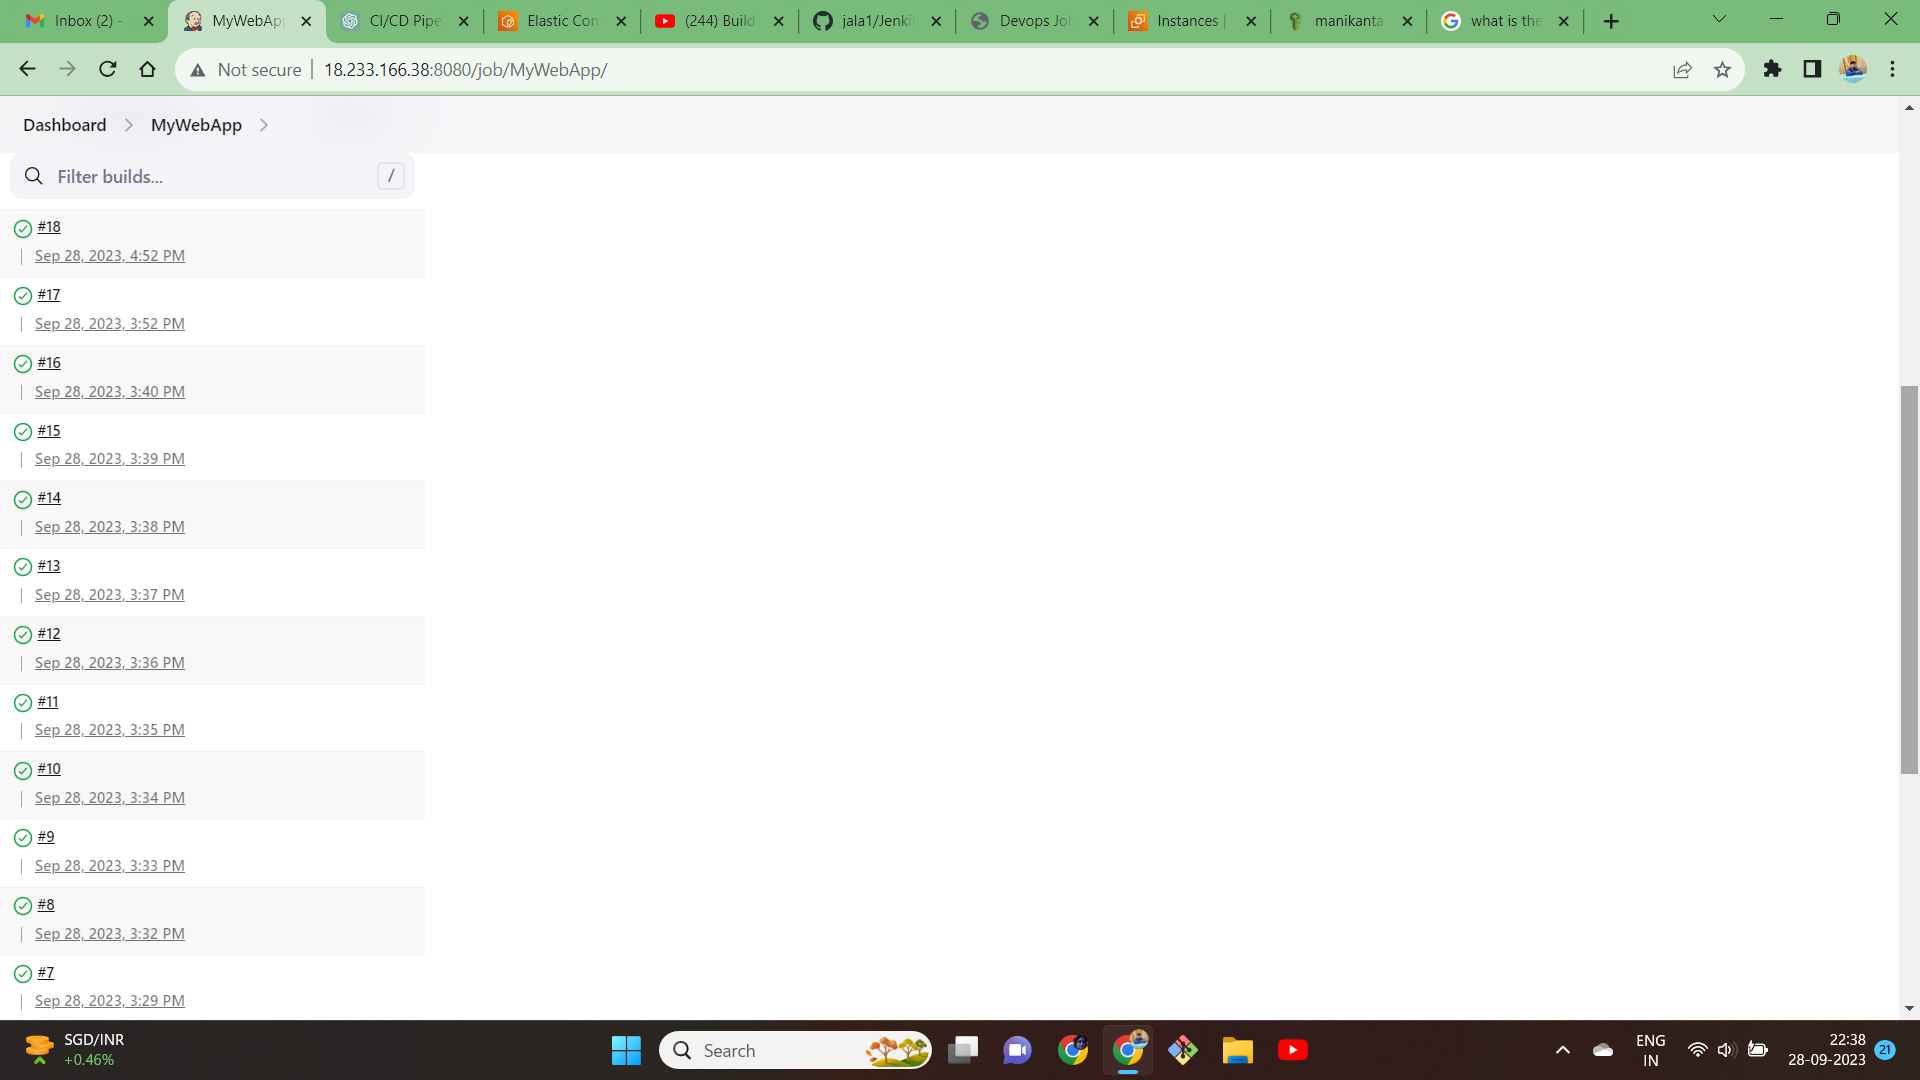 Inbox (2) -
MyWebAp
CI/CD Pipe
Elastic Con
(244) Build
jala1/Jenki
Devops Jo
Instances |
manikanta
what is the
Not secure
18.233.166.38:8080/job/MyWebApp/
Dashboard
MyWebApp
Filter builds...
/
#18
Sep 28, 2023, 4:52 PM
#17
Sep 28, 2023, 3:52 PM
#16
Sep 28, 2023, 3:40 PM
#15
Sep 28, 2023, 3:39 PM
#14
Sep 28, 2023, 3:38 PM
#13
Sep 28, 2023, 3:37 PM
#12
Sep 28, 2023, 3:36 PM
#11
Sep 28, 2023, 3:35 PM
#10
Sep 28, 2023, 3:34 PM
#9
Sep 28, 2023, 3:33 PM
#8
Sep 28, 2023, 3:32 PM
#7
Sep 28, 2023, 3:29 PM
SGD/INR
+0.46%
Search
ENG
IN
22:38
28-09-2023
21